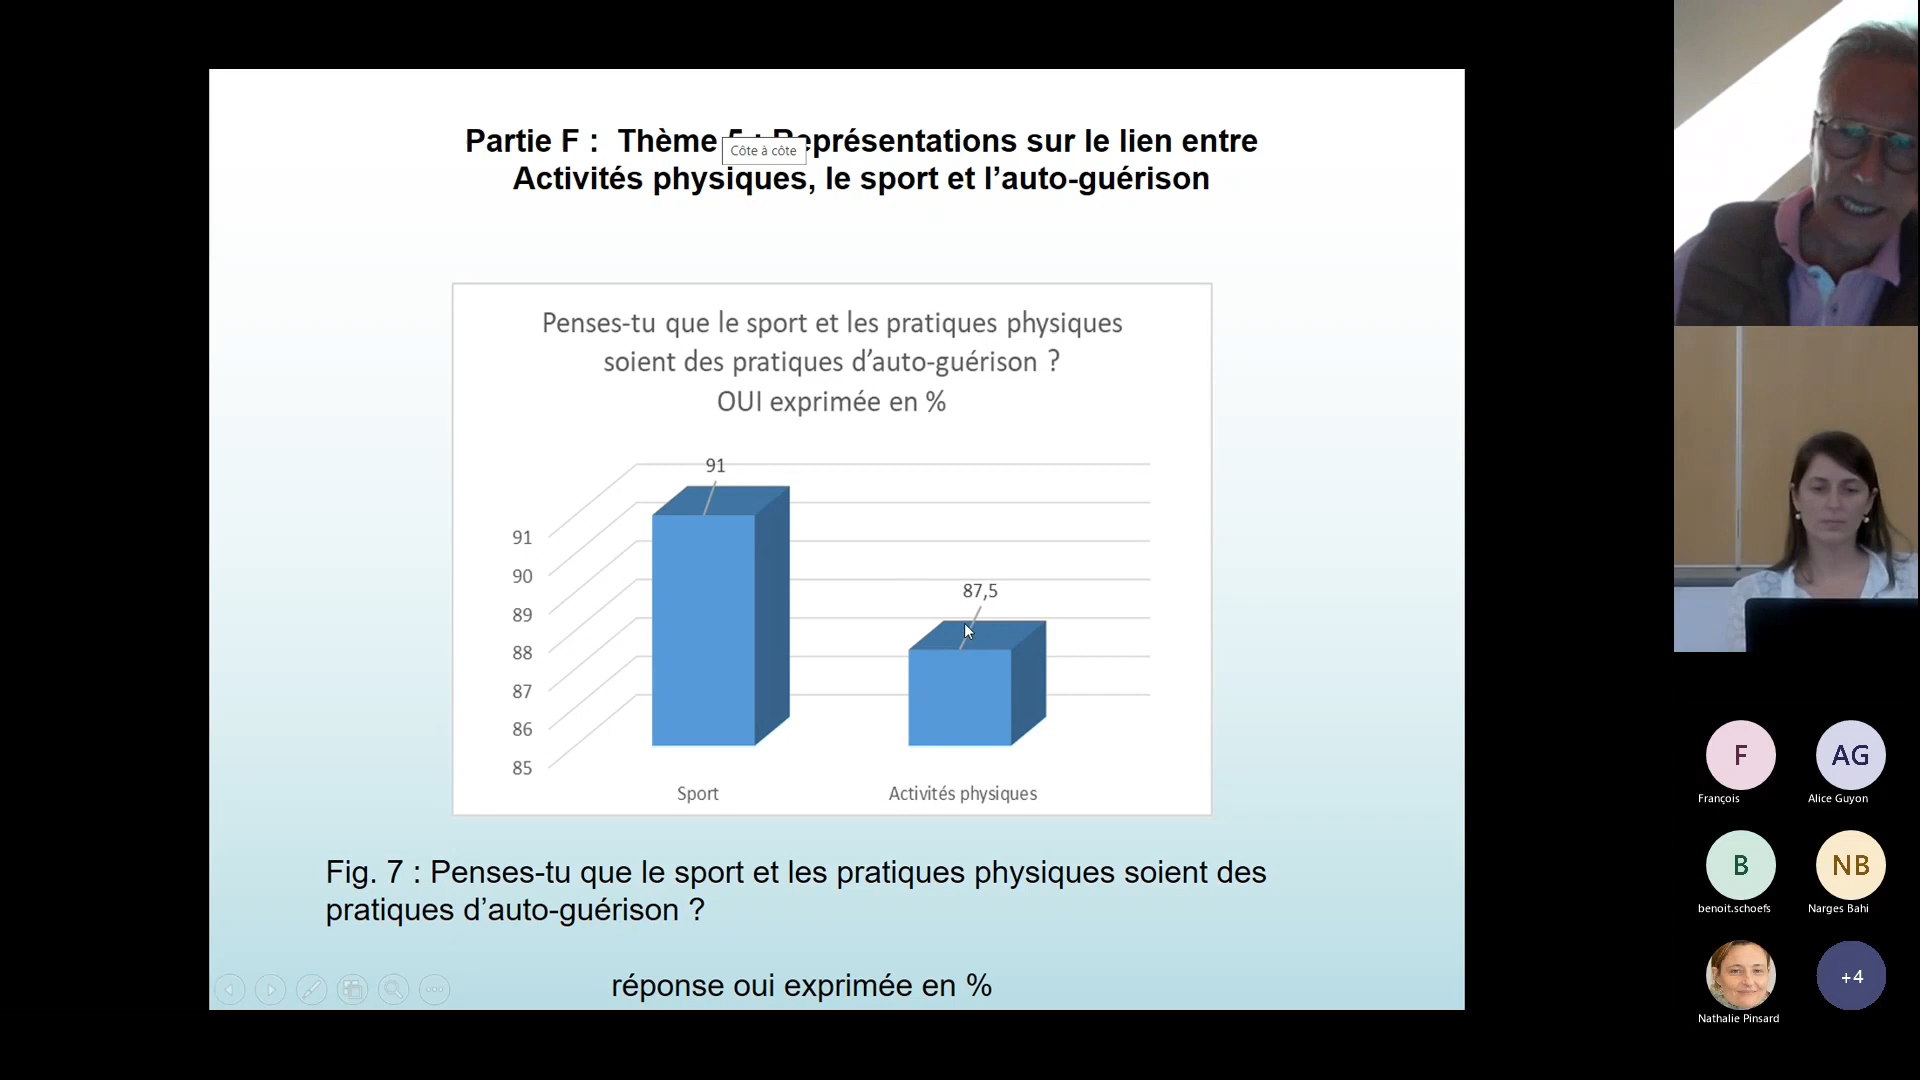 Partie F : Thème 5 : Représentations sur le lien entre
Côte à côte
Activités physiques, le sport et l’auto-guérison
Penses-tu que le sport et les pratiques physiques
soient des pratiques d’auto-guérison ?
OUI exprimée en %
91
87,5
91
90
89
88
87
86
85
Sport
Activités physiques
Fig. 7 : Penses-tu que le sport et les pratiques physiques soient des
pratiques d’auto-guérison ?
réponse oui exprimée en %
F
AG
François
Alice Guyon
B
NB
benoit.schoefs
Narges Bahi
+4
Nathalie Pinsard